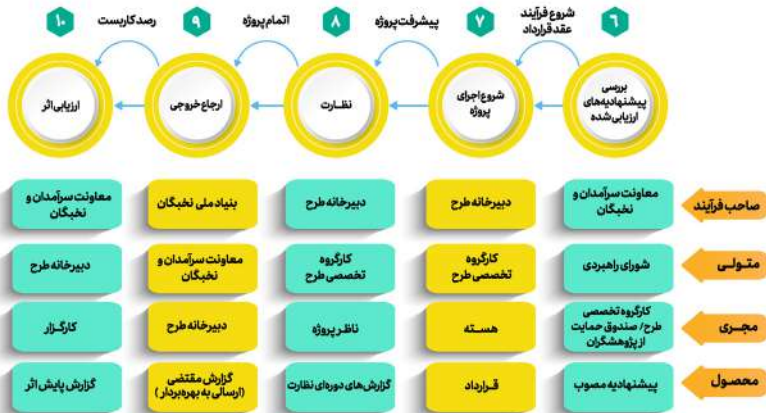 ۶
شروع فرآیند
عقد قرارداد
۷
پیشرفت پروژه
۸
اتمام پروژه
۹
رصد کاربست
۱۰
بررسی
پیشنهادیه‌های
ارزیابی شده
شروع اجرای
پروژه
نظارت
ارجاع خروجی
ارزیابی اثر
صاحب فرآیند
معاونت سرآمدان و
نخبگان
دبیرخانه طرح
دبیرخانه طرح
بنیاد ملی نخبگان
معاونت سرآمدان و
نخبگان
متولی
شورای راهبردی
کارگروه
تخصصی طرح
کارگروه
تخصصی طرح
معاونت سرآمدان و
نخبگان
دبیرخانه طرح
مجری
کارگروه تخصصی
طرح/ صندوق حمایت
از پژوهشگران
هسته
ناظر پروژه
دبیرخانه طرح
کارگزار
محصول
پیشنهادیه مصوب
قرارداد
گزارش‌های دوره‌ای نظارت
گزارش مقتضی
(ارسالی به بهره‌بردار)
گزارش پایش اثر